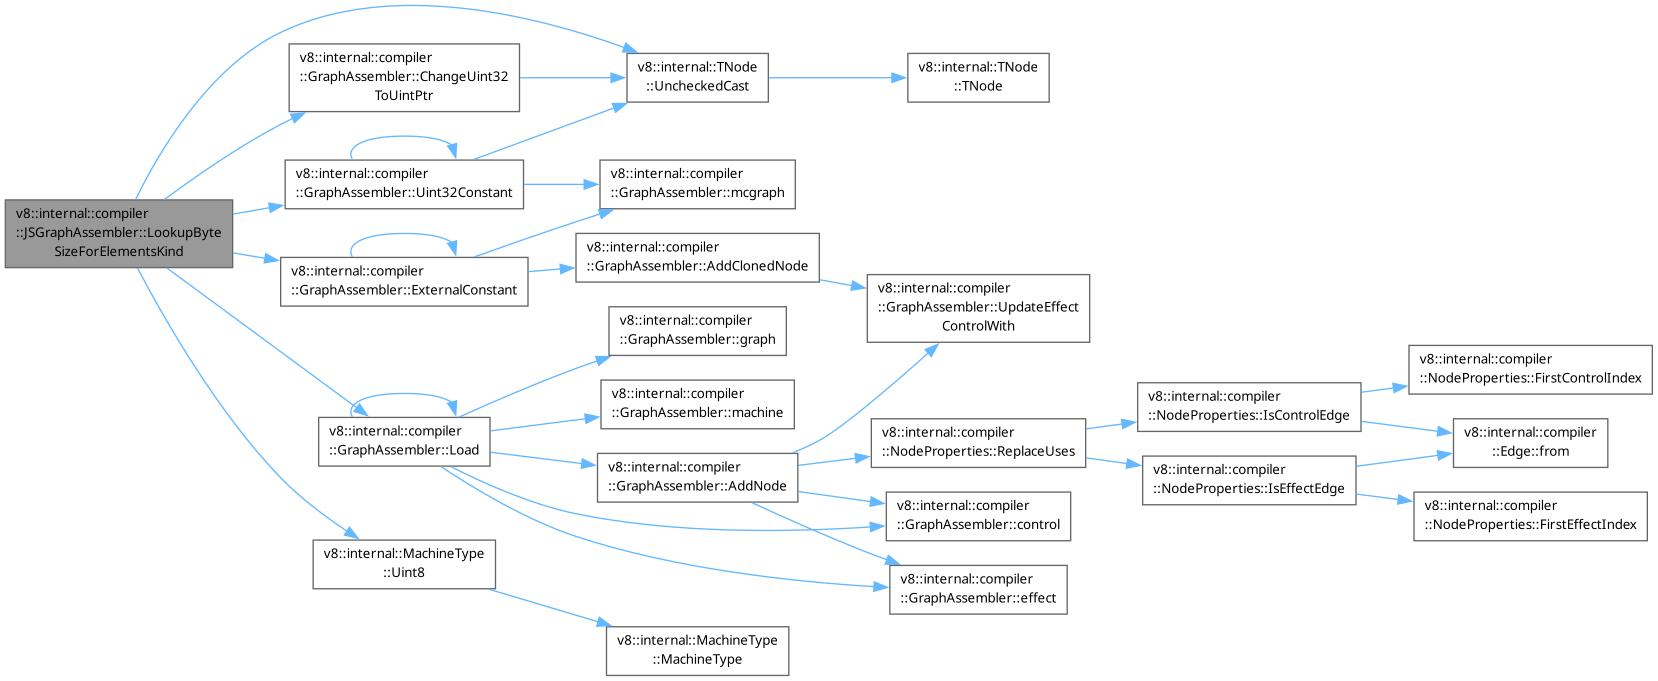 v8::internal::compiler
::JSGraphAssembler::LookupByte
SizeForElementsKind
v8::internal::compiler
::GraphAssembler::ChangeUint32
ToUintPtr
v8::internal::TNode
::UncheckedCast
v8::internal::TNode
::TNode
v8::internal::compiler
::GraphAssembler::Uint32Constant
v8::internal::compiler
::GraphAssembler::mcgraph
v8::internal::compiler
::GraphAssembler::ExternalConstant
v8::internal::compiler
::GraphAssembler::AddClonedNode
v8::internal::compiler
::GraphAssembler::UpdateEffect
ControlWith
v8::internal::compiler
::GraphAssembler::graph
v8::internal::compiler
::GraphAssembler::machine
v8::internal::compiler
::GraphAssembler::Load
v8::internal::compiler
::GraphAssembler::AddNode
v8::internal::compiler
::NodeProperties::ReplaceUses
v8::internal::compiler
::NodeProperties::IsControlEdge
v8::internal::compiler
::NodeProperties::FirstControlIndex
v8::internal::compiler
::Edge::from
v8::internal::compiler
::NodeProperties::IsEffectEdge
v8::internal::compiler
::NodeProperties::FirstEffectIndex
v8::internal::compiler
::GraphAssembler::control
v8::internal::compiler
::GraphAssembler::effect
v8::internal::MachineType
::Uint8
v8::internal::MachineType
::MachineType